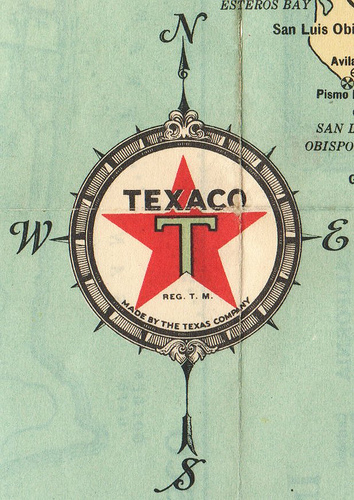 ESTEROS BAY
San Luis Obi
Avila
Pismo
SAN L
OBISPO
N
W
E
S
TEXACO
T
REG. T. M.
MADE BY THE TEXAS COMPANY